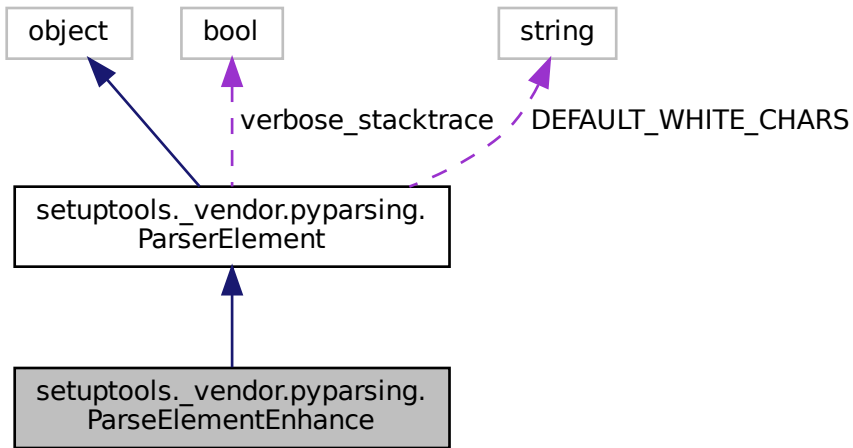 object
bool
string
verbose_stacktrace
DEFAULT_WHITE_CHARS
setuptools._vendor.pyparsing.
ParserElement
setuptools._vendor.pyparsing.
ParseElementEnhance